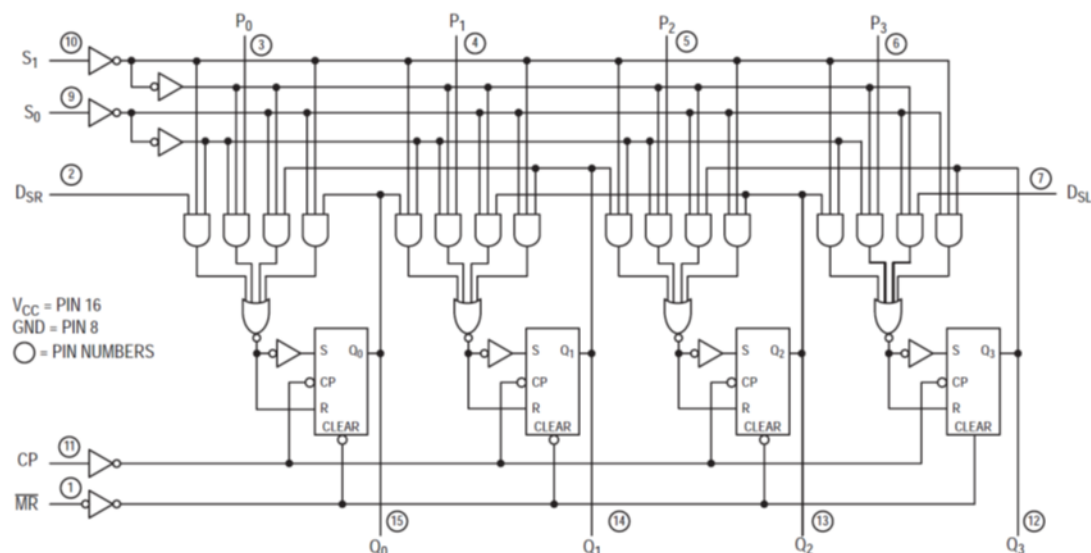 P0 P1 P2 P3
10 3 4 5 6
S1
9
S0
2 7
DSR DSL
VCC = PIN 16
GND = PIN 8
= PIN NUMBERS
S Q0 S Q1 S Q2 S Q3
CP CP CP CP
R R R R
CLEAR CLEAR CLEAR CLEAR
11
CP
1
MR
15 14 13 12
Q0 Q1 Q2 Q3